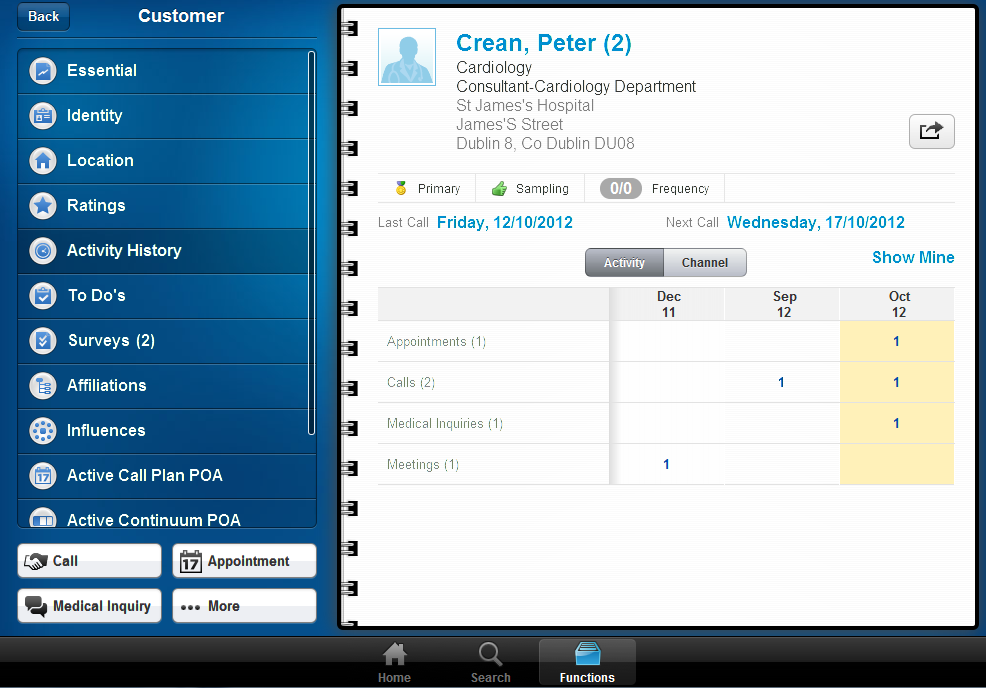 Back
Customer
Essential
Identity
Location
Ratings
Activity History
To Do's
Surveys (2)
Affiliations
Influences
17 Active Call Plan POA
Active Continuum POA
Call
17 Appointment
Medical Inquiry
••• More
Crean, Peter (2)
Cardiology
Consultant-Cardiology Department
St James's Hospital
James'S Street
Dublin 8, Co Dublin DU08
Primary Sampling 0/0 Frequency
Last Call Friday, 12/10/2012 Next Call Wednesday, 17/10/2012
Activity Channel Show Mine
Dec Sep Oct
11 12 12
Appointments (1) 1
Calls (2) 1 1
Medical Inquiries (1) 1
Meetings (1) 1
Home Search Functions